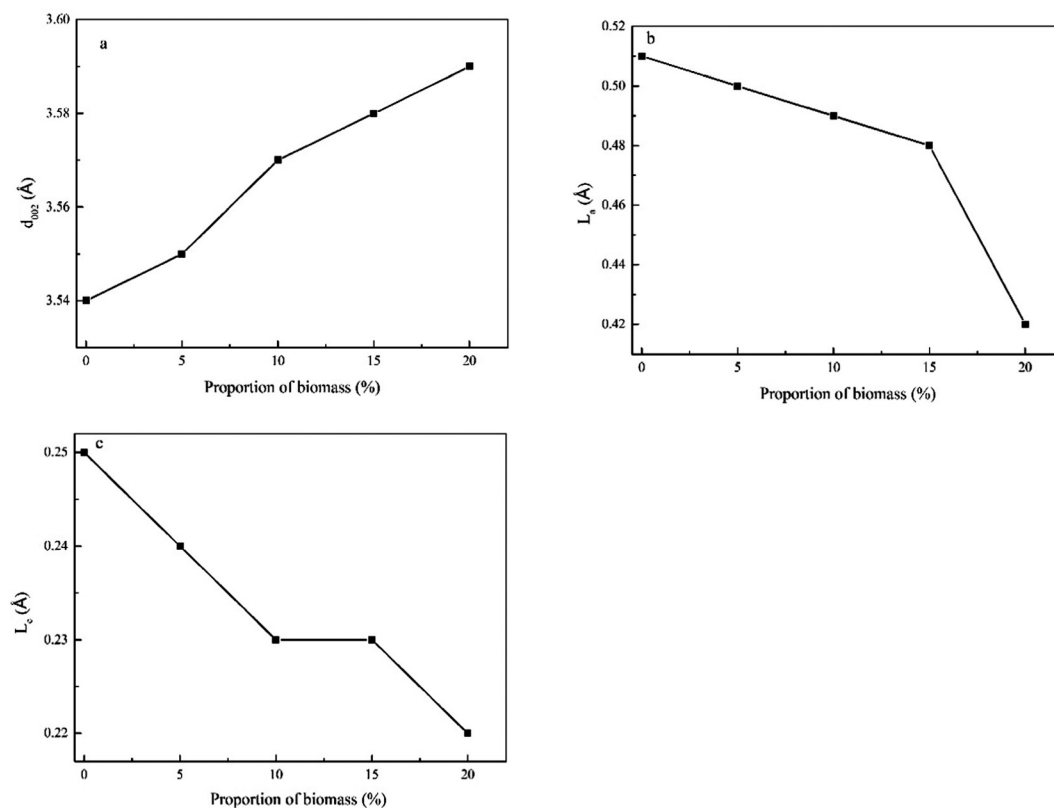 a
3.60
3.58
3.56
3.54
d002 (Å)
0 5 10 15 20
Proportion of biomass (%)
b
0.52
0.50
0.48
0.46
0.44
0.42
La (Å)
0 5 10 15 20
Proportion of biomass (%)
c
0.25
0.24
0.23
0.22
Lc (Å)
0 5 10 15 20
Proportion of biomass (%)